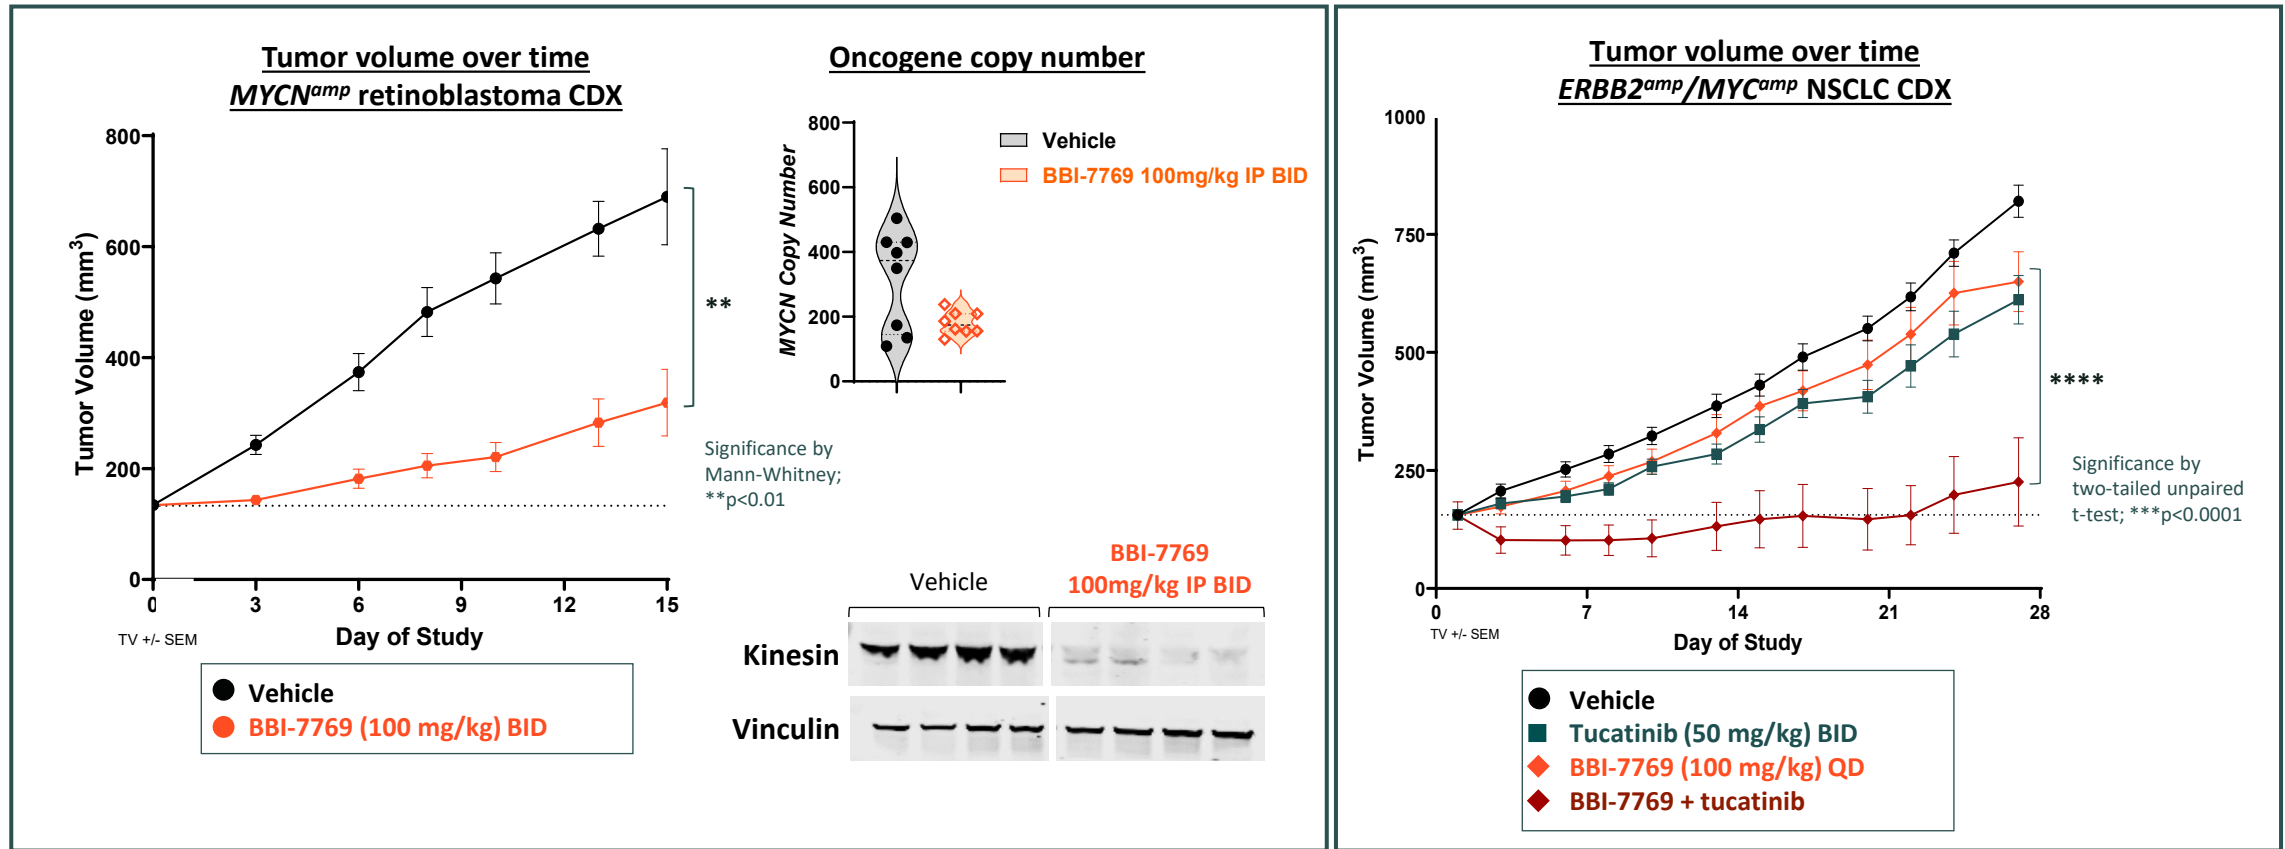 Tumor volume over time
MYCNᵃᵐᵖ retinoblastoma CDX
800
600
400
200
0
Tumor Volume (mm³)
0 3 6 9 12 15
TV +/- SEM
Day of Study
**
Significance by
Mann-Whitney;
**p<0.01
Vehicle
BBI-7769 (100 mg/kg) BID
Oncogene copy number
800
600
400
200
0
MYCN Copy Number
Vehicle
BBI-7769 100mg/kg IP BID
Vehicle
BBI-7769
100mg/kg IP BID
Kinesin
Vinculin
Tumor volume over time
ERBB2ᵃᵐᵖ/MYCᵃᵐᵖ NSCLC CDX
1000
750
500
250
0
Tumor Volume (mm³)
0 7 14 21 28
TV +/- SEM
Day of Study
****
Significance by
two-tailed unpaired
t-test; ***p<0.0001
Vehicle
Tucatinib (50 mg/kg) BID
BBI-7769 (100 mg/kg) QD
BBI-7769 + tucatinib